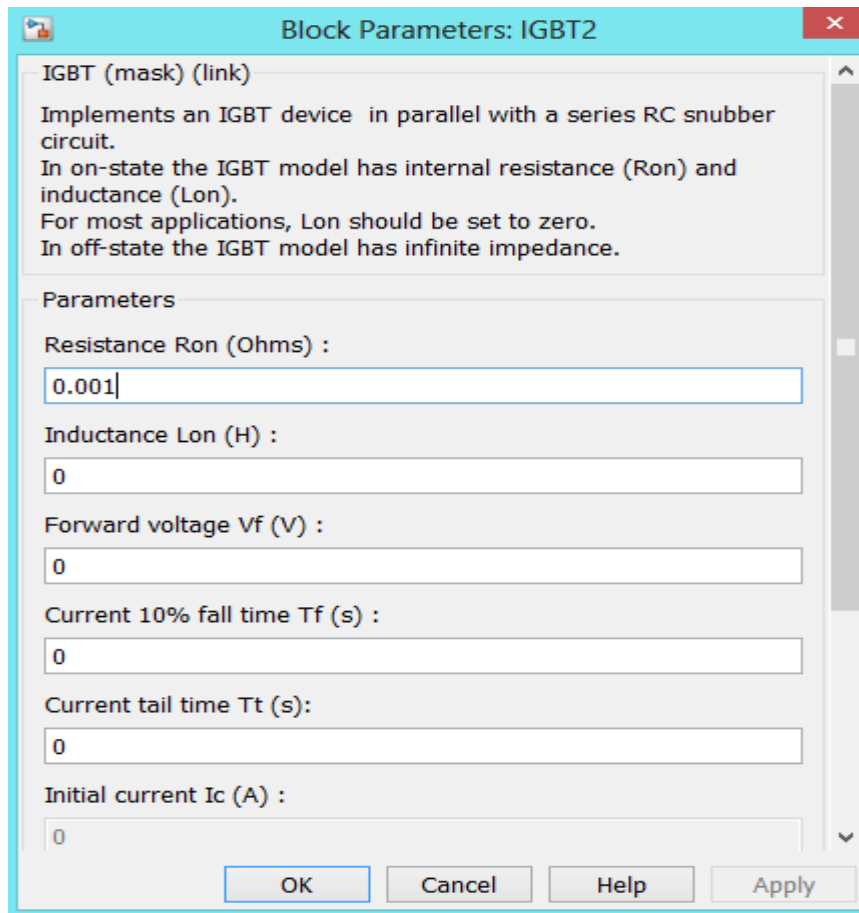 Block Parameters: IGBT2
×
IGBT (mask) (link)
Implements an IGBT device  in parallel with a series RC snubber
circuit.
In on-state the IGBT model has internal resistance (Ron) and
inductance (Lon).
For most applications, Lon should be set to zero.
In off-state the IGBT model has infinite impedance.
Parameters
Resistance Ron (Ohms) :
0.001
Inductance Lon (H) :
0
Forward voltage Vf (V) :
0
Current 10% fall time Tf (s) :
0
Current tail time Tt (s):
0
Initial current Ic (A) :
0
OK Cancel Help Apply